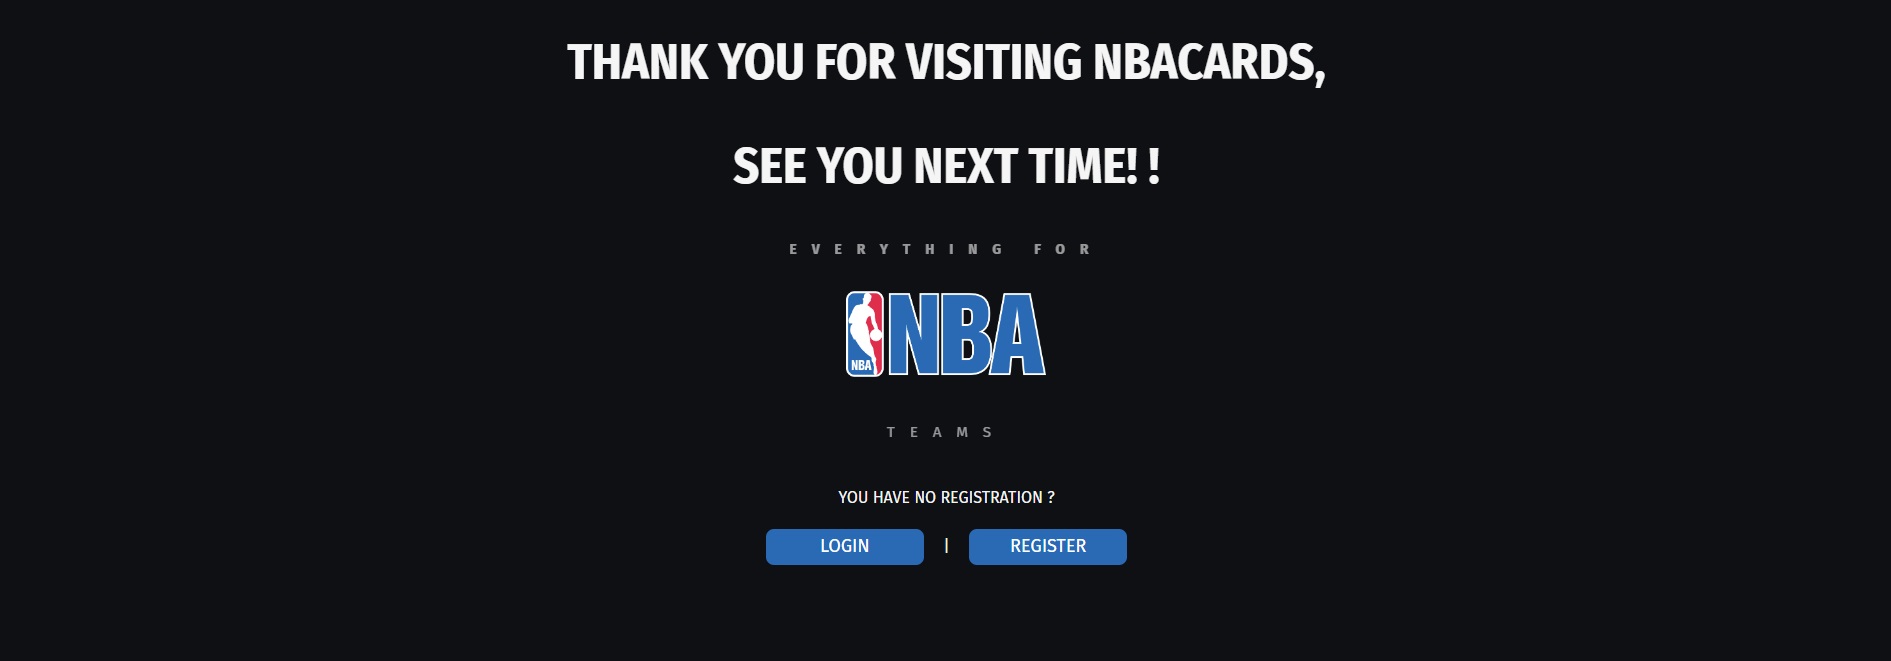 THANK YOU FOR VISITING NBACARDS,
SEE YOU NEXT TIME! !
EVERYTHING FOR
NBA NBA
TEAMS
YOU HAVE NO REGISTRATION ?
LOGIN | REGISTER